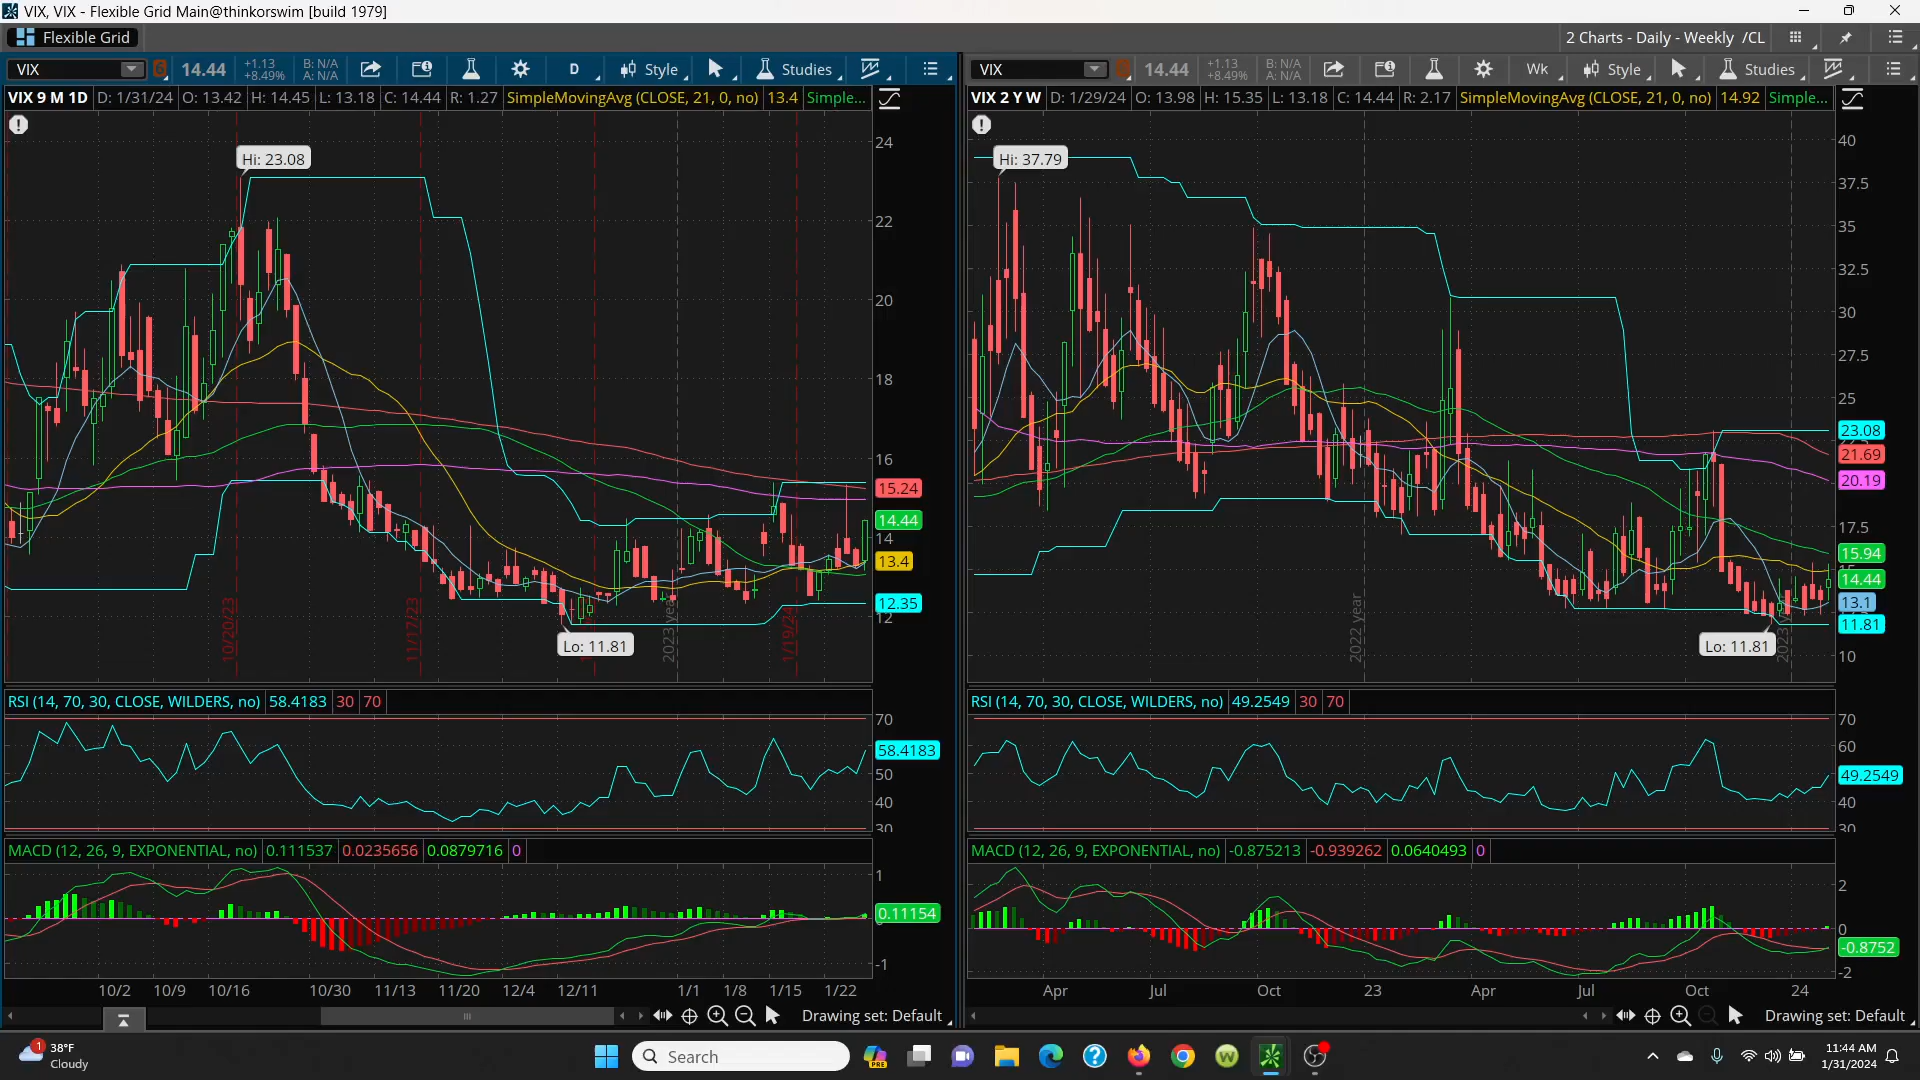 VIX, VIX - Flexible Grid Main@thinkorswim [build 1979]
Flexible Grid
2 Charts - Daily - Weekly /CL
VIX 6 14.44 +1.13 +8.49% B: N/A A: N/A D Style Studies
VIX 9 M 1D D: 1/31/24 O: 13.42 H: 14.45 L: 13.18 C: 14.44 R: 1.27 SimpleMovingAvg (CLOSE, 21, 0, no) 13.4 Simple...
Hi: 23.08
Lo: 11.81
10/20/23
11/17/23
1/19/24
24
22
20
18
16
15.24
14.44
14
13.4
12.35
12
RSI (14, 70, 30, CLOSE, WILDERS, no) 58.4183 30 70
70
58.4183
50
40
30
MACD (12, 26, 9, EXPONENTIAL, no) 0.111537 0.0235656 0.0879716 0
1
0.11154
-1
10/2 10/9 10/16 10/30 11/13 11/20 12/4 12/11 1/1 1/8 1/15 1/22
Drawing set: Default
VIX 14.44 +1.13 +8.49% B: N/A A: N/A Wk Style Studies
VIX 2 Y W D: 1/29/24 O: 13.98 H: 15.35 L: 13.18 C: 14.44 R: 2.17 SimpleMovingAvg (CLOSE, 21, 0, no) 14.92 Simple...
Hi: 37.79
Lo: 11.81
2022 year
40
37.5
35
32.5
30
27.5
25
23.08
21.69
20.19
17.5
15.94
14.44
13.1
11.81
10
RSI (14, 70, 30, CLOSE, WILDERS, no) 49.2549 30 70
70
60
49.2549
40
30
MACD (12, 26, 9, EXPONENTIAL, no) -0.875213 -0.939262 0.0640493 0
2
0
-0.8752
-2
Apr Jul Oct 23 Apr Jul Oct 24
Drawing set: Default
1
38°F
Cloudy
Search
PRE
11:44 AM
1/31/2024